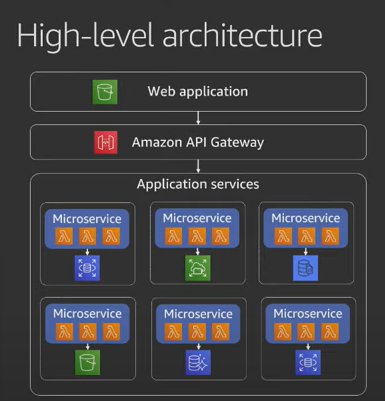 High-level architecture
Web application
Amazon API Gateway
Application services
Microservice
Microservice
Microservice
Microservice
Microservice
Microservice